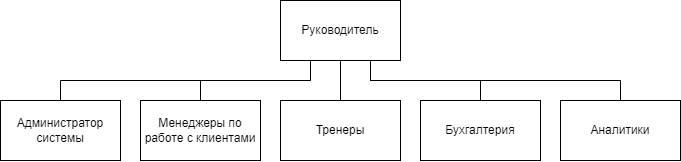 Руководитель
Администратор
системы
Менеджеры по
работе с клиентами
Тренеры
Бухгалтерия
Аналитики